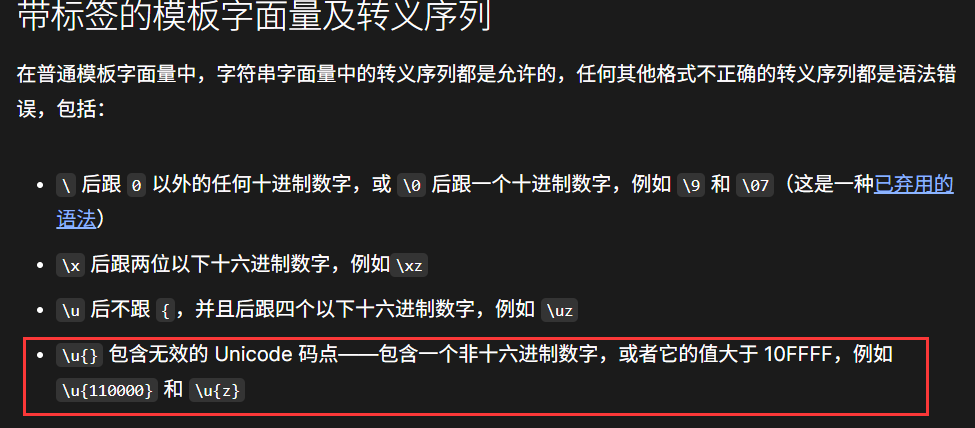 带标签的模板字面量及转义序列
在普通模板字面量中，字符串字面量中的转义序列都是允许的，任何其他格式不正确的转义序列都是语法错
误，包括：
• \ 后跟 0 以外的任何十进制数字，或 \0 后跟一个十进制数字，例如 \9 和 \07（这是一种已弃用的
语法）
• \x 后跟两位以下十六进制数字，例如 \xz
• \u 后不跟 {，并且后跟四个以下十六进制数字，例如 \uz
• \u{} 包含无效的 Unicode 码点——包含一个非十六进制数字，或者它的值大于 10FFFF，例如
\u{110000} 和 \u{z}